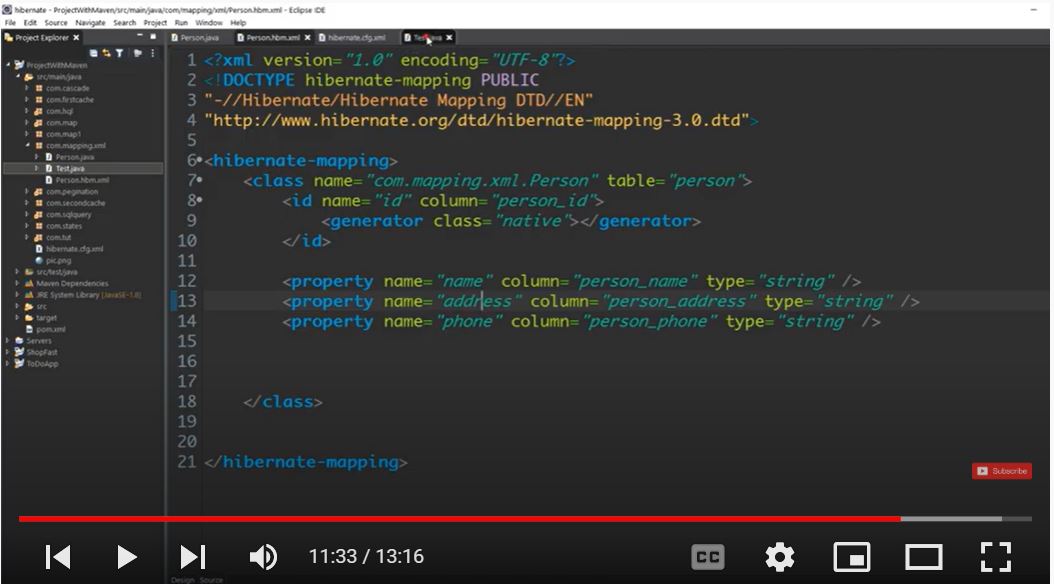 hibernate - ProjectWithMaven/src/main/java/com/mapping/xml/Person.hbm.xml - Eclipse IDE
File Edit Source Navigate Search Project Run Window Help
Project Explorer
Person.java Person.hbm.xml hibernate.cfg.xml Test.java
ProjectWithMaven
src/main/java
com.cascade
com.firstcache
com.hql
com.map
com.map1
com.mapping.xml
Person.java
Test.java
Person.hbm.xml
com.pegination
com.secondcache
com.sqlquery
com.states
com.tut
hibernate.cfg.xml
pic.png
src/test/java
Maven Dependencies
JRE System Library [JavaSE-1.8]
src
target
pom.xml
Servers
ShopFast
ToDoApp
1 <?xml version="1.0" encoding="UTF-8"?>
2 <!DOCTYPE hibernate-mapping PUBLIC
3 "-//Hibernate/Hibernate Mapping DTD//EN"
4 "http://www.hibernate.org/dtd/hibernate-mapping-3.0.dtd">
5
6 <hibernate-mapping>
7 <class name="com.mapping.xml.Person" table="person">
8 <id name="id" column="person_id">
9 <generator class="native"></generator>
10 </id>
11
12 <property name="name" column="person_name" type="string" />
13 <property name="address" column="person_address" type="string" />
14 <property name="phone" column="person_phone" type="string" />
15
16
17
18 </class>
19
20
21 </hibernate-mapping>
Subscribe
11:33 / 13:16
CC
Design Source